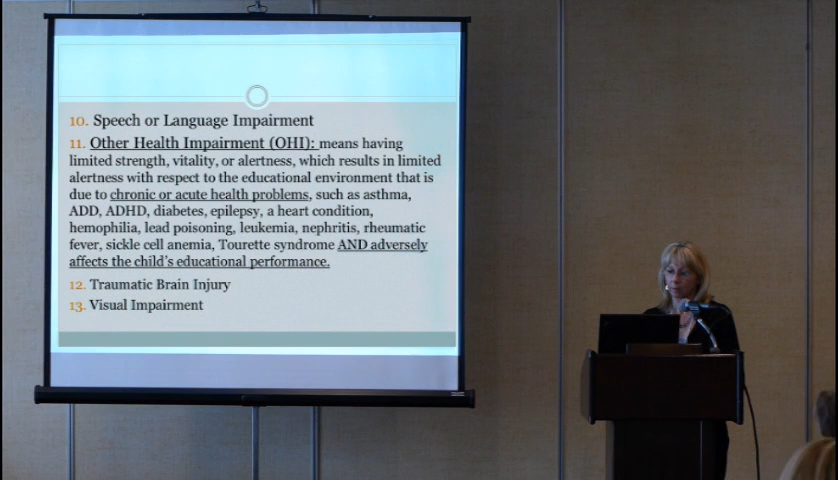 10. Speech or Language Impairment
11. Other Health Impairment (OHI): means having
limited strength, vitality, or alertness, which results in limited
alertness with respect to the educational environment that is
due to chronic or acute health problems, such as asthma,
ADD, ADHD, diabetes, epilepsy, a heart condition,
hemophilia, lead poisoning, leukemia, nephritis, rheumatic
fever, sickle cell anemia, Tourette syndrome AND adversely
affects the child's educational performance.
12. Traumatic Brain Injury
13. Visual Impairment